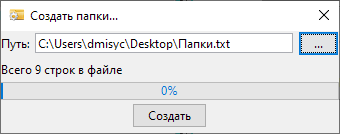 Создать папки...
Путь: C:\Users\dmisyc\Desktop\Папки.txt ...
Всего 9 строк в файле
0%
Создать